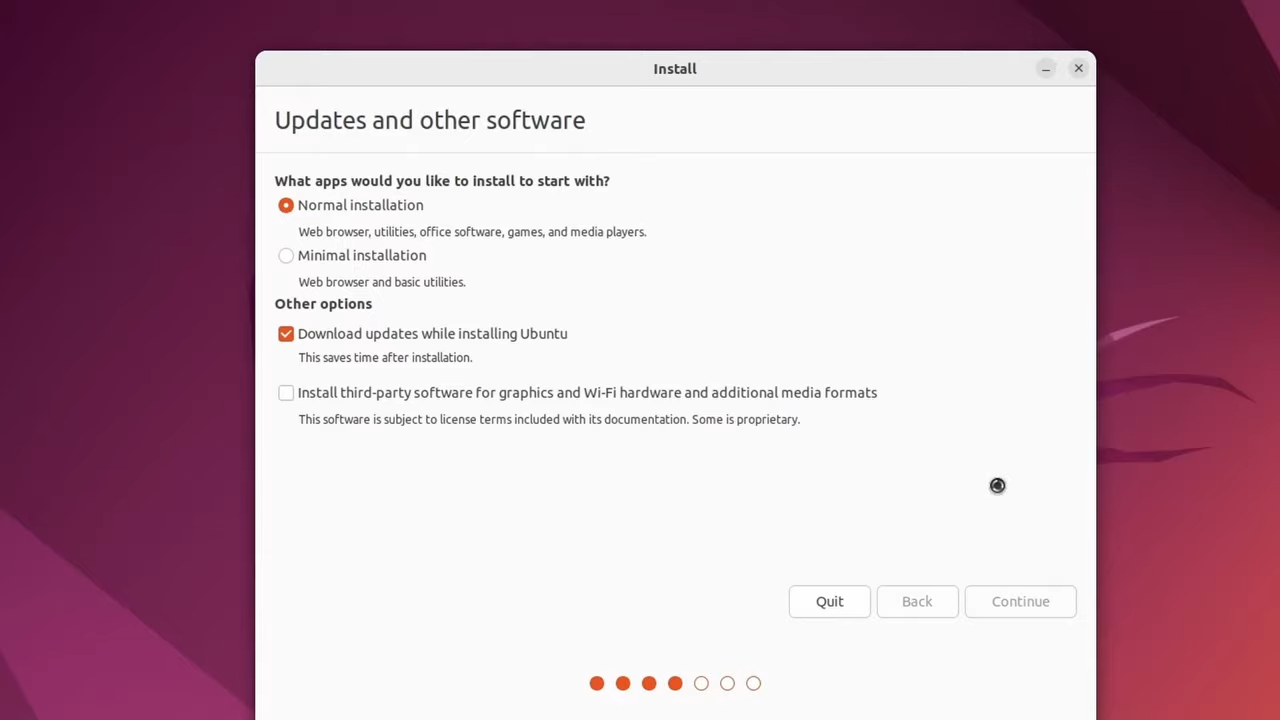 Install
Updates and other software
What apps would you like to install to start with?
Normal installation
Web browser, utilities, office software, games, and media players.
Minimal installation
Web browser and basic utilities.
Other options
Download updates while installing Ubuntu
This saves time after installation.
Install third-party software for graphics and Wi-Fi hardware and additional media formats
This software is subject to license terms included with its documentation. Some is proprietary.
Quit Back Continue